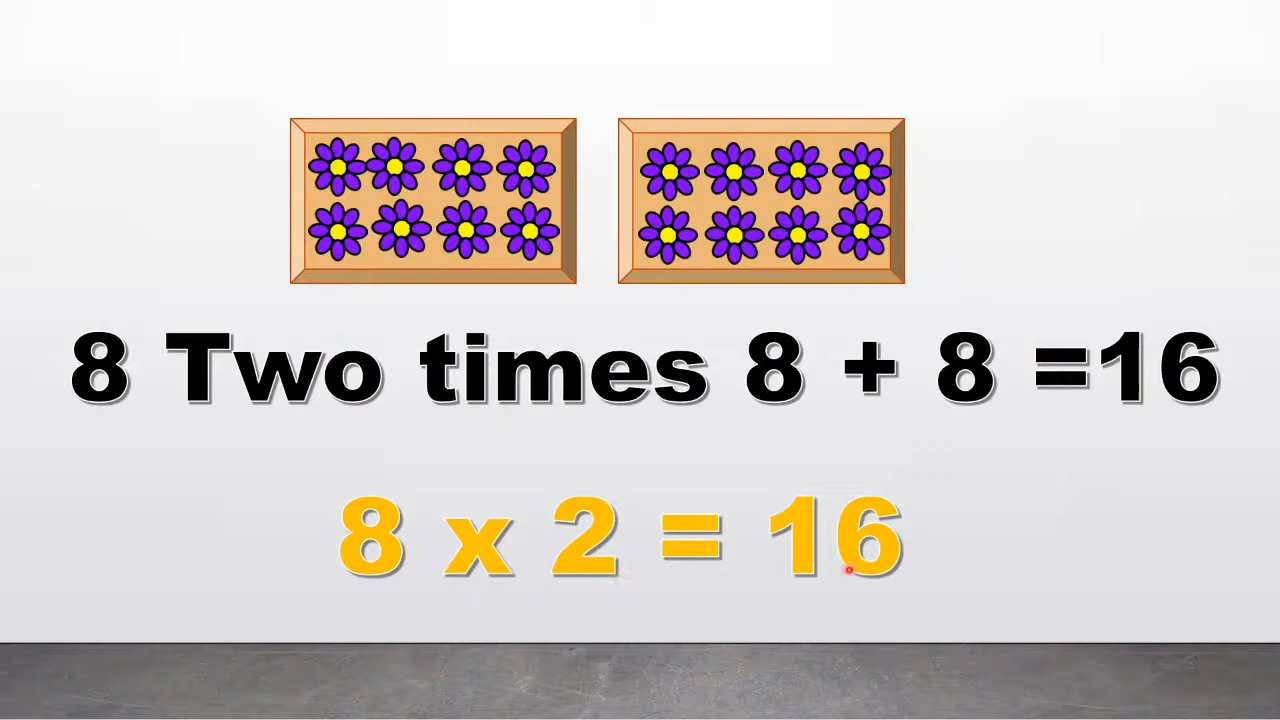 8 Two times 8 + 8 =16
8 x 2 = 16